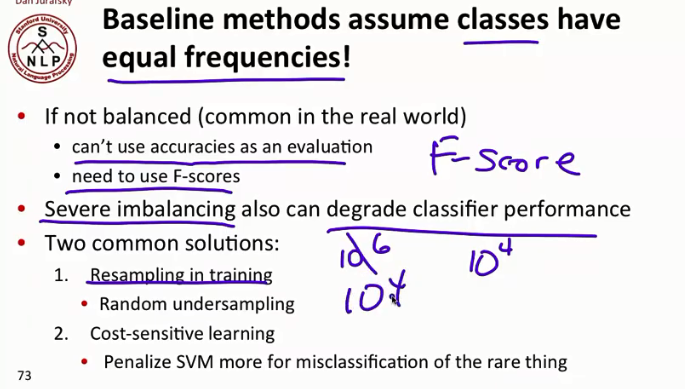 Dan Jurafsky
Baseline methods assume classes have
equal frequencies!
Stanford University
S
NLP
Natural Language Processing
• If not balanced (common in the real world)
• can't use accuracies as an evaluation
• need to use F-scores
F-score
• Severe imbalancing also can degrade classifier performance
• Two common solutions:
10^6
10^4
1. Resampling in training
10^4
• Random undersampling
2. Cost-sensitive learning
• Penalize SVM more for misclassification of the rare thing
73